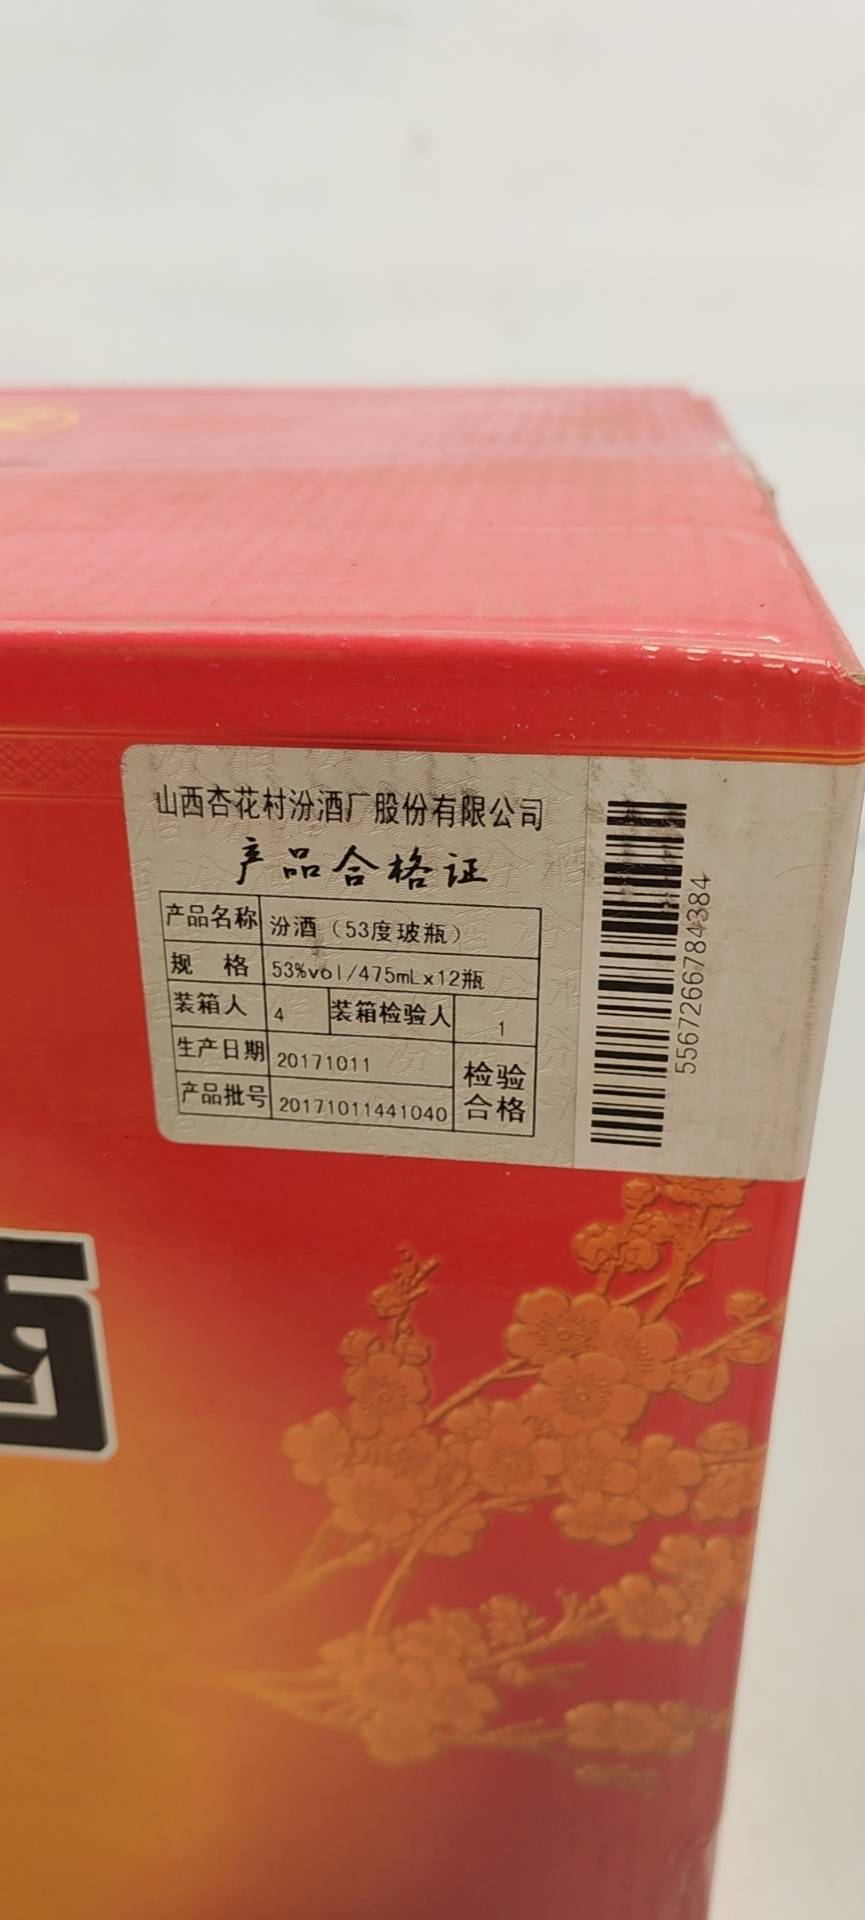 山西杏花村汾酒厂股份有限公司
产品合格证
产品名称 汾酒（53度玻瓶）
规 格 53%vol/475mL×12瓶
装箱人 4 装箱检验人 1
生产日期 20171011
产品批号 20171011441040
检验
合格
5567266784384